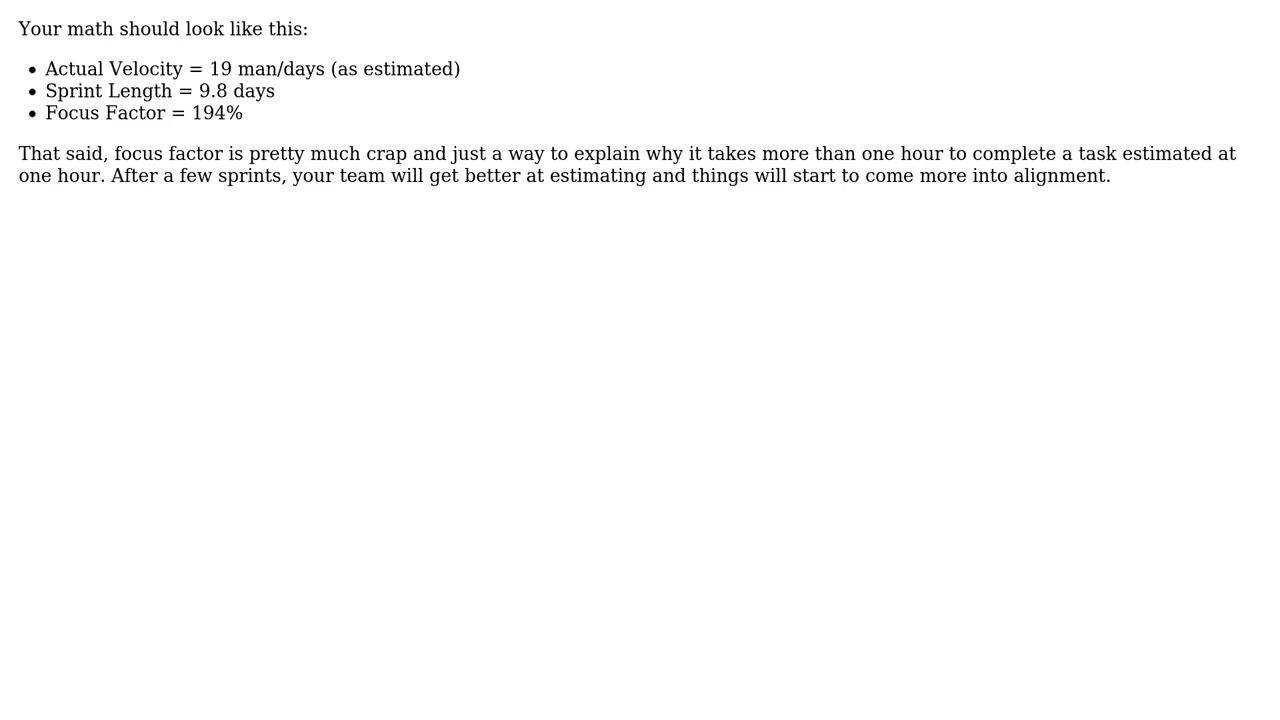 Your math should look like this:
• Actual Velocity = 19 man/days (as estimated)
• Sprint Length = 9.8 days
• Focus Factor = 194%
That said, focus factor is pretty much crap and just a way to explain why it takes more than one hour to complete a task estimated at
one hour. After a few sprints, your team will get better at estimating and things will start to come more into alignment.